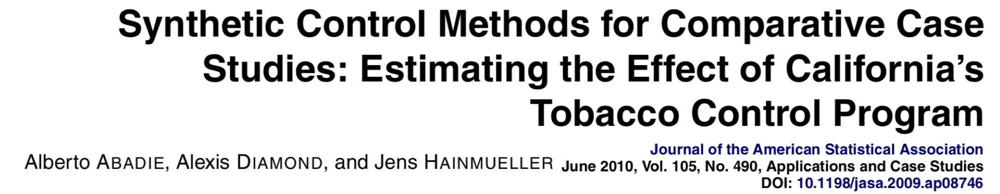 Synthetic Control Methods for Comparative Case
Studies: Estimating the Effect of California’s
Tobacco Control Program
Alberto ABADIE, Alexis DIAMOND, and Jens HAINMUELLER
Journal of the American Statistical Association
June 2010, Vol. 105, No. 490, Applications and Case Studies
DOI: 10.1198/jasa.2009.ap08746